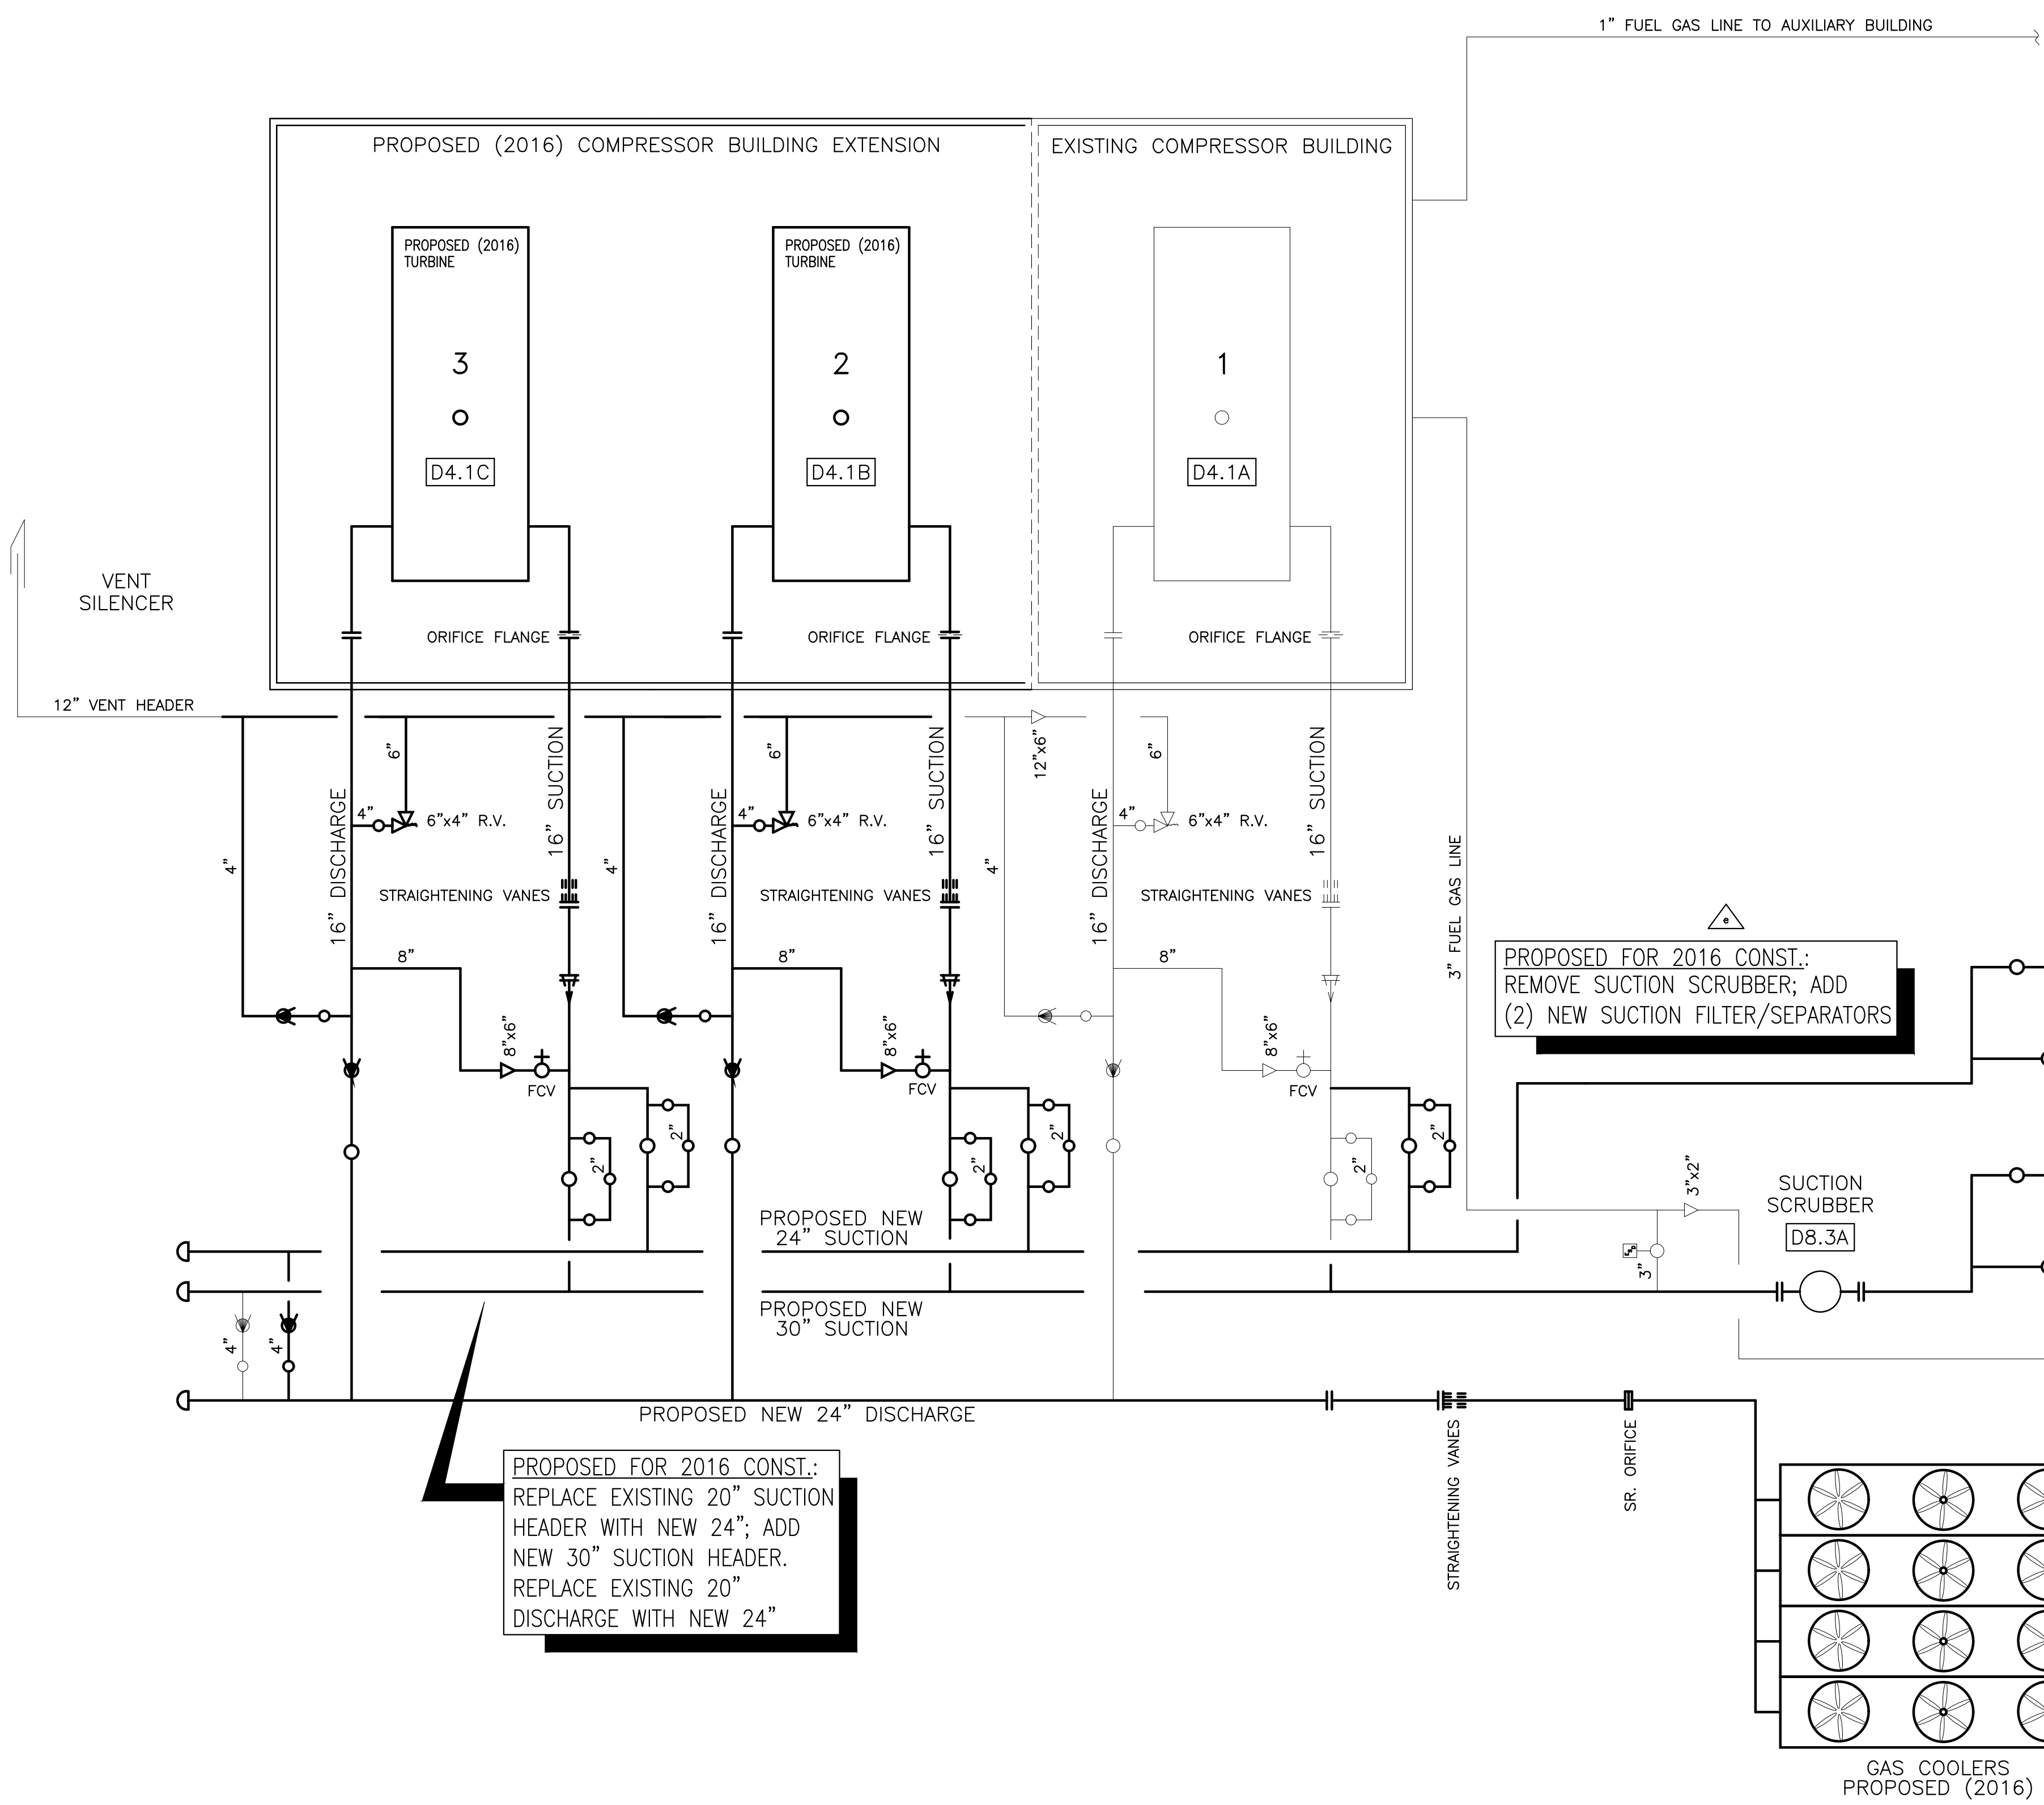 1” FUEL GAS LINE TO AUXILIARY BUILDING
PROPOSED (2016) COMPRESSOR BUILDING EXTENSION
EXISTING COMPRESSOR BUILDING
PROPOSED (2016)
TURBINE
3
D4.1C
PROPOSED (2016)
TURBINE
2
D4.1B
1
D4.1A
VENT
SILENCER
ORIFICE FLANGE
ORIFICE FLANGE
ORIFICE FLANGE
12” VENT HEADER
6”
6”
12”x6”
6”
16” SUCTION
16” SUCTION
16” SUCTION
4”
6”x4” R.V.
4”
6”x4” R.V.
4”
6”x4” R.V.
4”
16” DISCHARGE
4”
16” DISCHARGE
4”
16” DISCHARGE
3” FUEL GAS LINE
STRAIGHTENING VANES
STRAIGHTENING VANES
STRAIGHTENING VANES
e
PROPOSED FOR 2016 CONST.:
REMOVE SUCTION SCRUBBER; ADD
(2) NEW SUCTION FILTER/SEPARATORS
8”
8”
8”
8”x6”
8”x6”
8”x6”
FCV
FCV
FCV
2”
2”
2”
2”
2”
2”
3”x2”
SUCTION
SCRUBBER
D8.3A
3”
PROPOSED NEW
24” SUCTION
PROPOSED NEW
30” SUCTION
4”
4”
PROPOSED NEW 24” DISCHARGE
STRAIGHTENING VANES
SR. ORIFICE
PROPOSED FOR 2016 CONST.:
REPLACE EXISTING 20” SUCTION
HEADER WITH NEW 24”; ADD
NEW 30” SUCTION HEADER.
REPLACE EXISTING 20”
DISCHARGE WITH NEW 24”
GAS COOLERS
PROPOSED (2016)